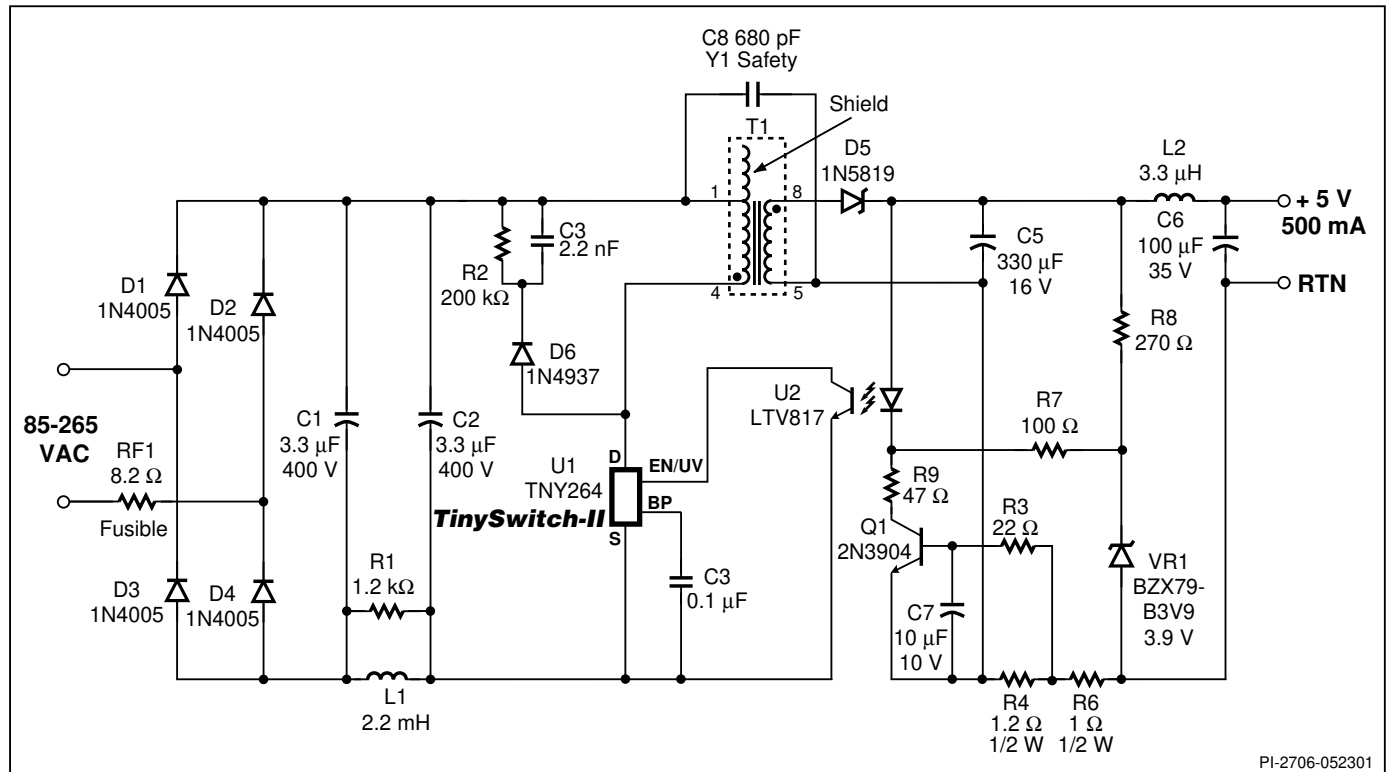 C8 680 pF
Y1 Safety
Shield
T1
D5
1N5819
L2
3.3 μH
1
8
+ 5 V
500 mA
C3
2.2 nF
R2
200 kΩ
C5
330 μF
16 V
C6
100 μF
35 V
D1
1N4005
D2
1N4005
4
5
RTN
R8
270 Ω
D6
1N4937
85-265
VAC
C1
3.3 μF
400 V
C2
3.3 μF
400 V
U2
LTV817
R7
100 Ω
RF1
8.2 Ω
Fusible
U1
TNY264
TinySwitch-II
D
EN/UV
BP
S
R9
47 Ω
Q1
2N3904
R3
22 Ω
VR1
BZX79-
B3V9
3.9 V
D3
1N4005
D4
1N4005
R1
1.2 kΩ
C3
0.1 μF
C7
10 μF
10 V
L1
2.2 mH
R4
1.2 Ω
1/2 W
R6
1 Ω
1/2 W
PI-2706-052301